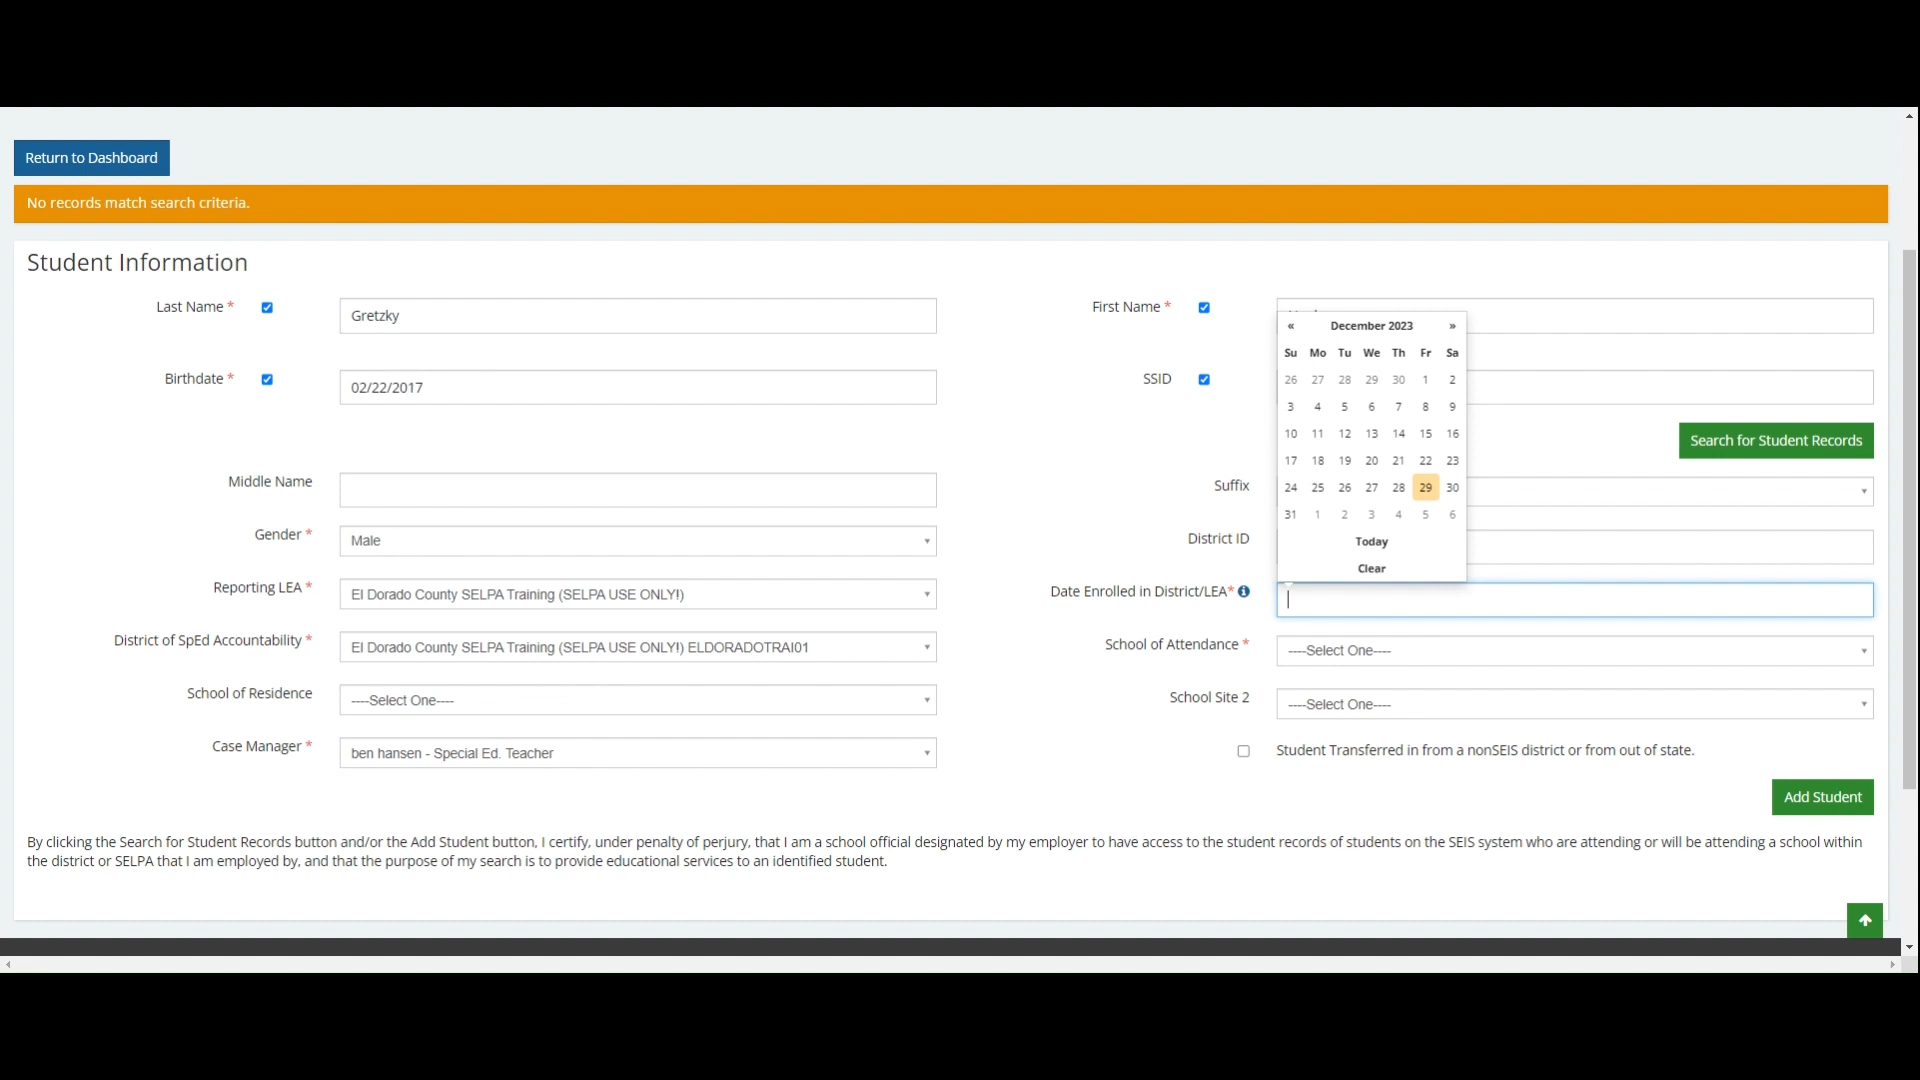 Return to Dashboard
No records match search criteria.
Student Information
Last Name *
Gretzky
First Name *
Birthdate *
02/22/2017
SSID
« December 2023 »
Su Mo Tu We Th Fr Sa
26 27 28 29 30 1 2
3 4 5 6 7 8 9
10 11 12 13 14 15 16
17 18 19 20 21 22 23
24 25 26 27 28 29 30
31 1 2 3 4 5 6
Today
Clear
Search for Student Records
Middle Name
Suffix
Gender *
Male
District ID
Reporting LEA *
El Dorado County SELPA Training (SELPA USE ONLY!)
Date Enrolled in District/LEA*
District of SpEd Accountability *
El Dorado County SELPA Training (SELPA USE ONLY!) ELDORADOTRAI01
School of Attendance *
----Select One----
School of Residence
----Select One----
School Site 2
----Select One----
Case Manager *
ben hansen - Special Ed. Teacher
Student Transferred in from a nonSEIS district or from out of state.
Add Student
By clicking the Search for Student Records button and/or the Add Student button, I certify, under penalty of perjury, that I am a school official designated by my employer to have access to the student records of students on the SEIS system who are attending or will be attending a school within
the district or SELPA that I am employed by, and that the purpose of my search is to provide educational services to an identified student.